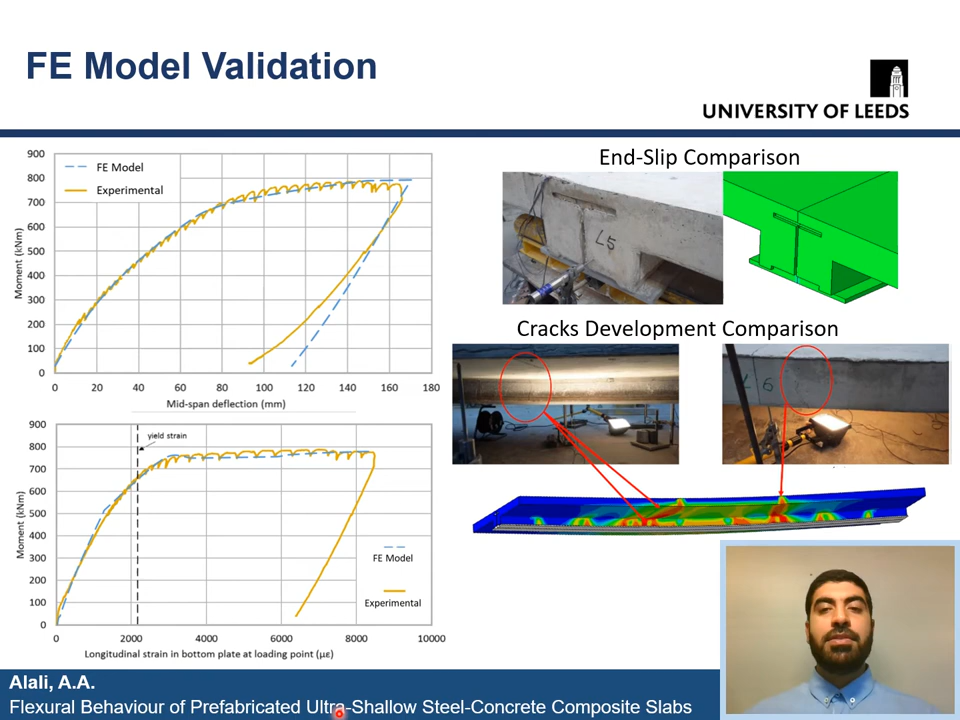 FE Model Validation
UNIVERSITY OF LEEDS
900
800
700
600
500
400
300
200
100
0
Moment (kNm)
FE Model
Experimental
0 20 40 60 80 100 120 140 160 180
Mid-span deflection (mm)
900
800
700
600
500
400
300
200
100
0
Moment (kNm)
yield strain
FE Model
Experimental
0 2000 4000 6000 8000 10000
Longitudinal strain in bottom plate at loading point (με)
End-Slip Comparison
L5
Cracks Development Comparison
L6
Alali, A.A.
Flexural Behaviour of Prefabricated Ultra-Shallow Steel-Concrete Composite Slabs